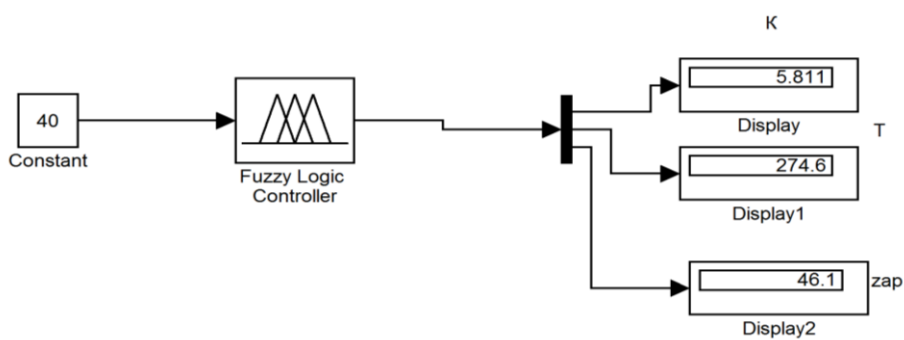 K
5.811
Display
T
40
Constant
Fuzzy Logic
Controller
274.6
Display1
46.1
zap
Display2